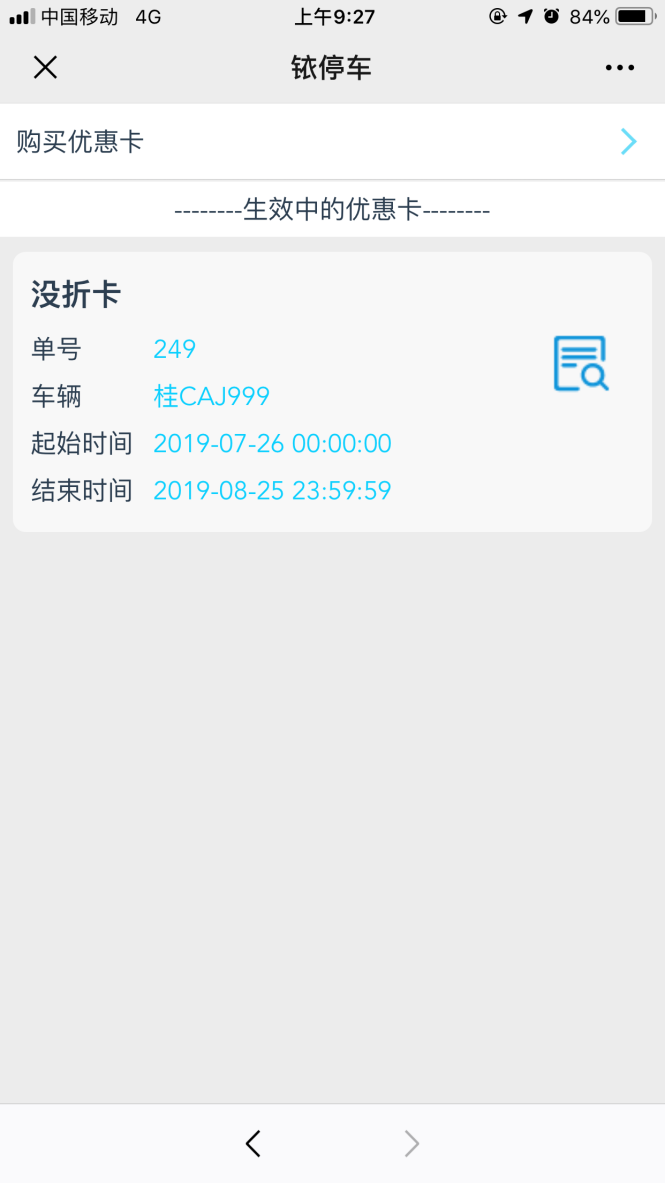 中国移动 4G 上午9:27 84%
铱停车
购买优惠卡
--------生效中的优惠卡--------
没折卡
单号 249
车辆 桂CAJ999
起始时间 2019-07-26 00:00:00
结束时间 2019-08-25 23:59:59